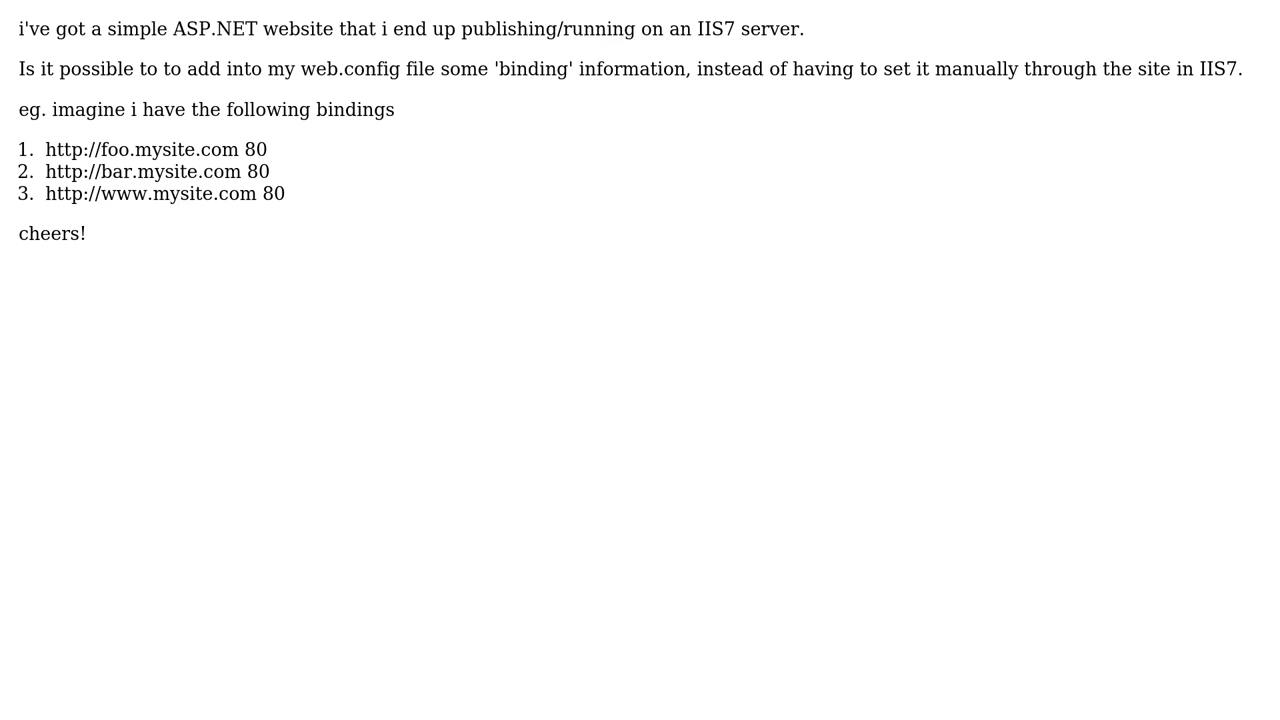 i've got a simple ASP.NET website that i end up publishing/running on an IIS7 server.
Is it possible to to add into my web.config file some 'binding' information, instead of having to set it manually through the site in IIS7.
eg. imagine i have the following bindings
1. http://foo.mysite.com 80
2. http://bar.mysite.com 80
3. http://www.mysite.com 80
cheers!